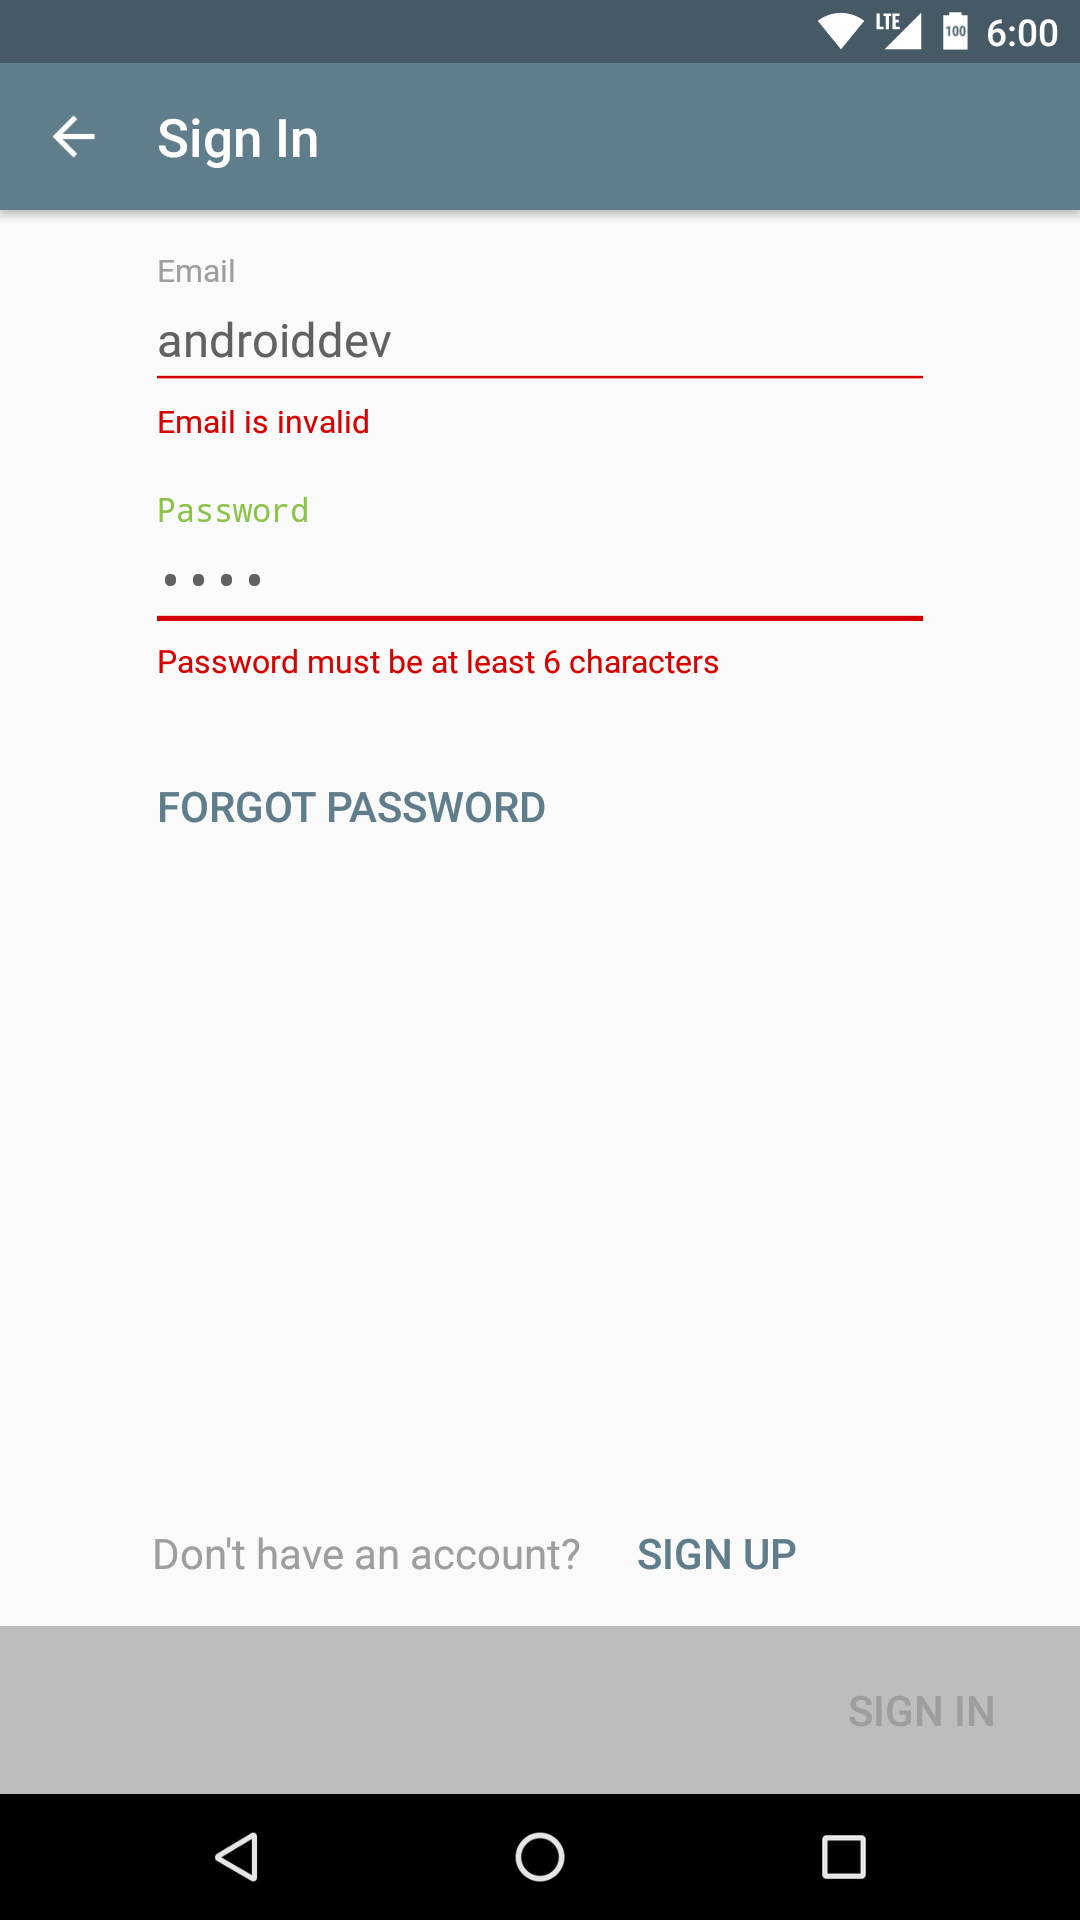 LTE 100 6:00
Sign In
Email
androiddev
Email is invalid
Password
••••
Password must be at least 6 characters
FORGOT PASSWORD
Don't have an account? SIGN UP
SIGN IN